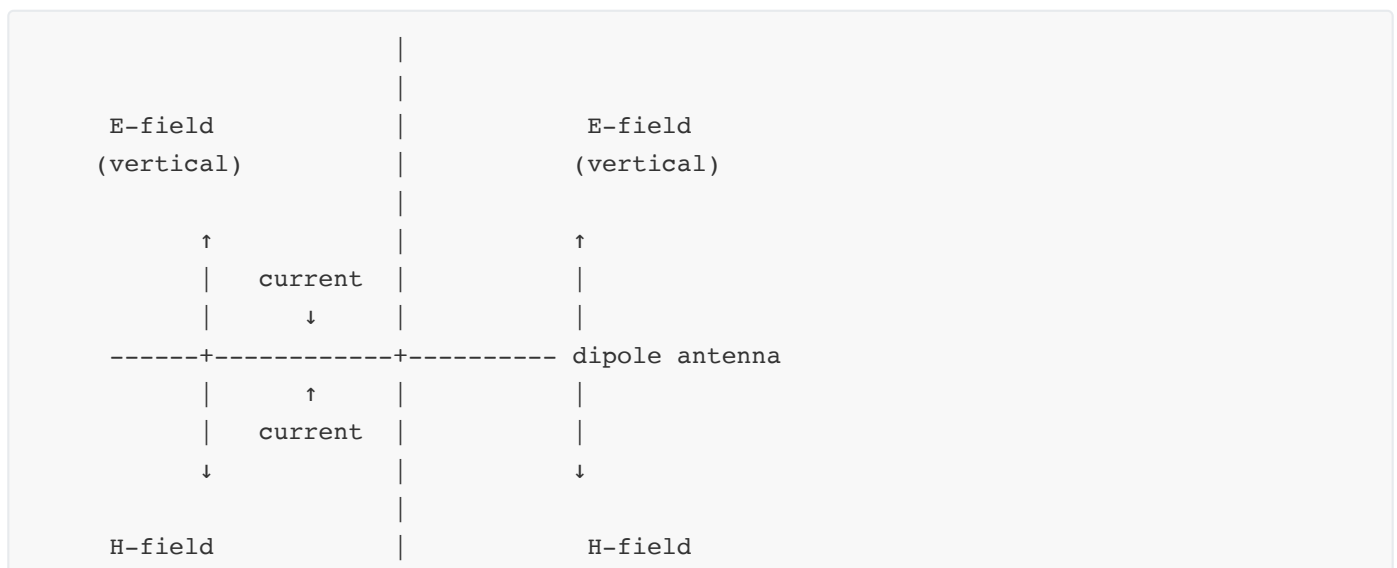 E-field E-field
(vertical) (vertical)
↑ ↑
current
↓
------+------------+---------- dipole antenna
↑
current
↓ ↓
H-field H-field